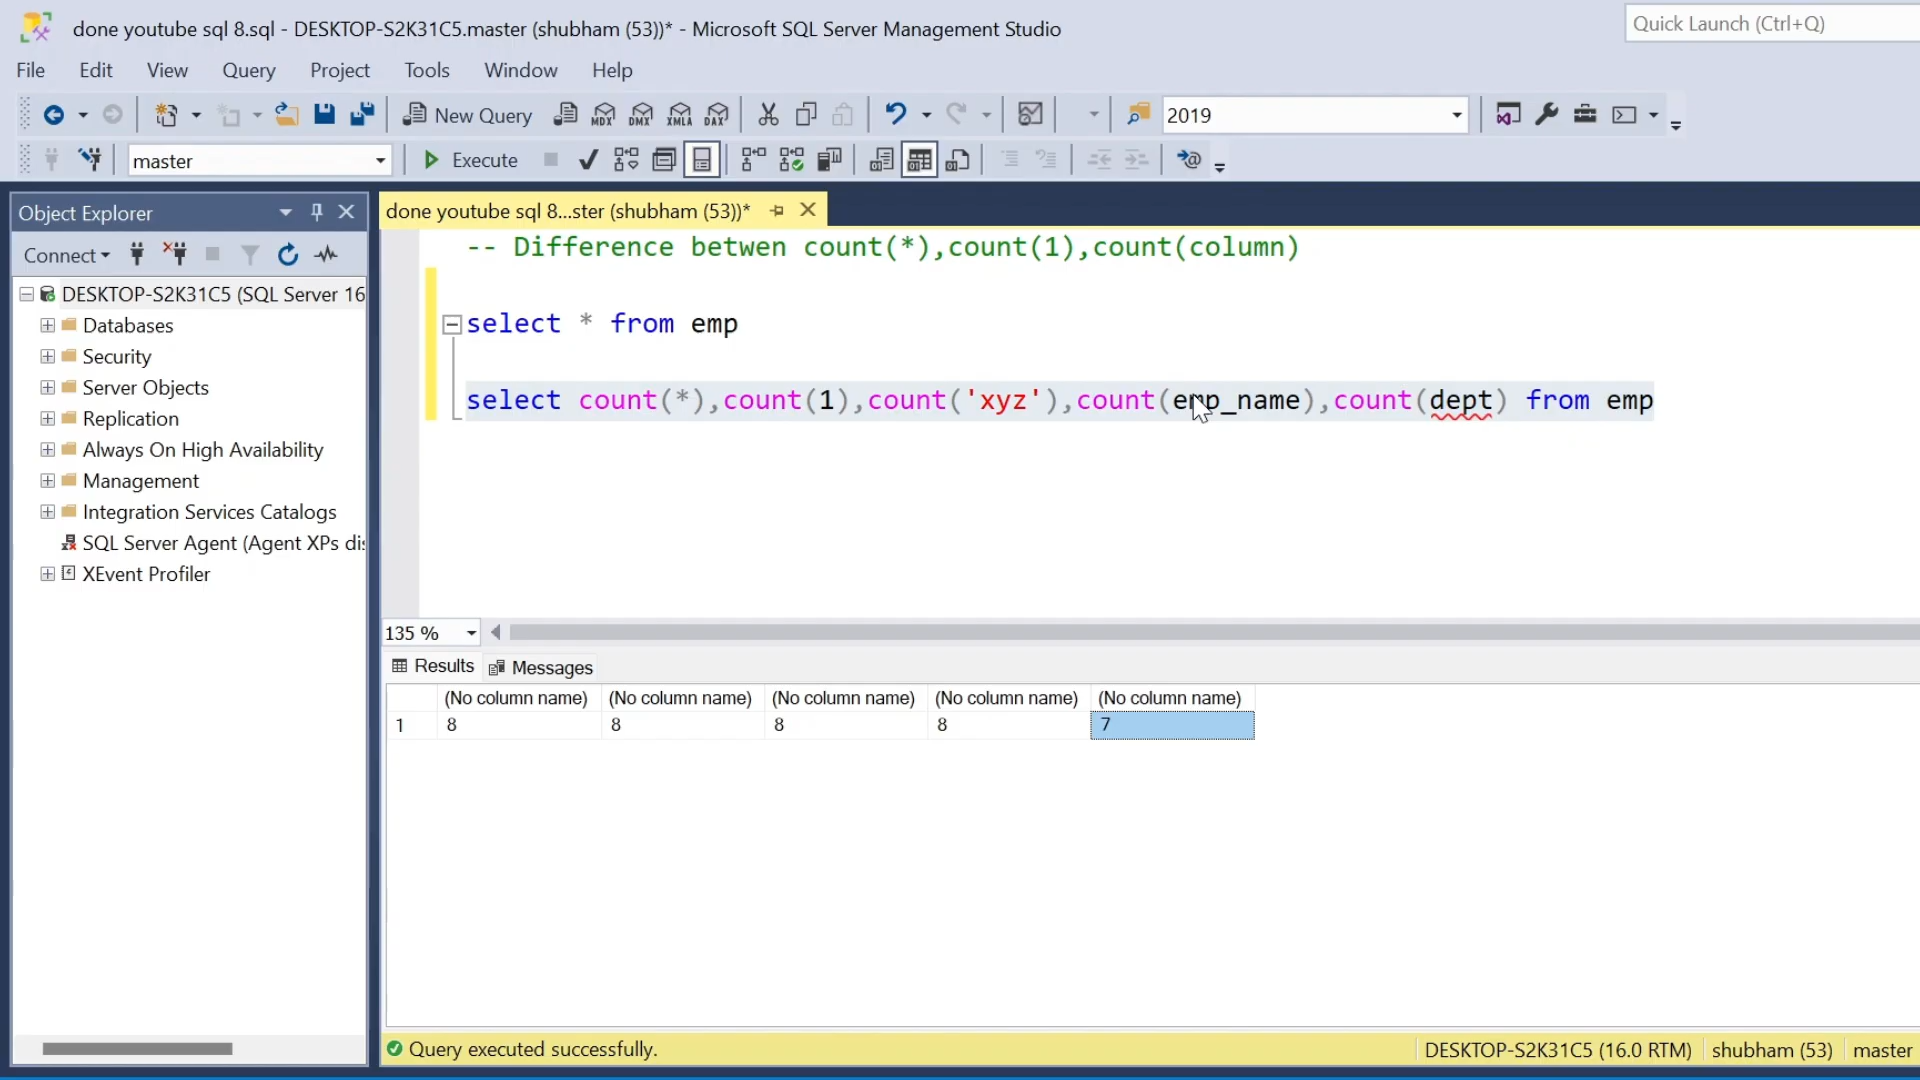 done youtube sql 8.sql - DESKTOP-S2K31C5.master (shubham (53))* - Microsoft SQL Server Management Studio
Quick Launch (Ctrl+Q)
File Edit View Query Project Tools Window Help
New Query MDX DMX XMLA DAX 2019
master Execute
Object Explorer
done youtube sql 8...ster (shubham (53))*
Connect
DESKTOP-S2K31C5 (SQL Server 16
Databases
Security
Server Objects
Replication
Always On High Availability
Management
Integration Services Catalogs
SQL Server Agent (Agent XPs dis
XEvent Profiler
-- Difference betwen count(*),count(1),count(column)
select * from emp
select count(*),count(1),count('xyz'),count(emp_name),count(dept) from emp
135 %
Results Messages
(No column name) (No column name) (No column name) (No column name) (No column name)
1 8 8 8 8 7
Query executed successfully.
DESKTOP-S2K31C5 (16.0 RTM) shubham (53) master